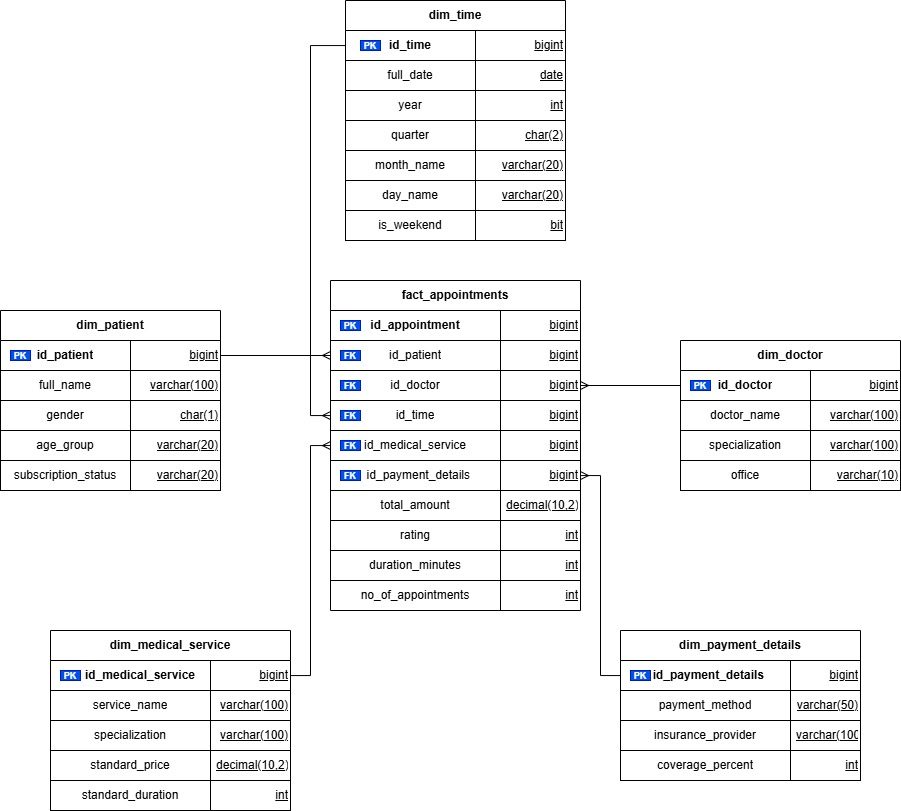 dim_time
PK id_time bigint
full_date date
year int
quarter char(2)
month_name varchar(20)
day_name varchar(20)
is_weekend bit
fact_appointments
PK id_appointment bigint
FK id_patient bigint
FK id_doctor bigint
FK id_time bigint
FK id_medical_service bigint
FK id_payment_details bigint
total_amount decimal(10,2)
rating int
duration_minutes int
no_of_appointments int
dim_patient
PK id_patient bigint
full_name varchar(100)
gender char(1)
age_group varchar(20)
subscription_status varchar(20)
dim_doctor
PK id_doctor bigint
doctor_name varchar(100)
specialization varchar(100)
office varchar(10)
dim_medical_service
PK id_medical_service bigint
service_name varchar(100)
specialization varchar(100)
standard_price decimal(10,2)
standard_duration int
dim_payment_details
PK id_payment_details bigint
payment_method varchar(50)
insurance_provider varchar(100
coverage_percent int